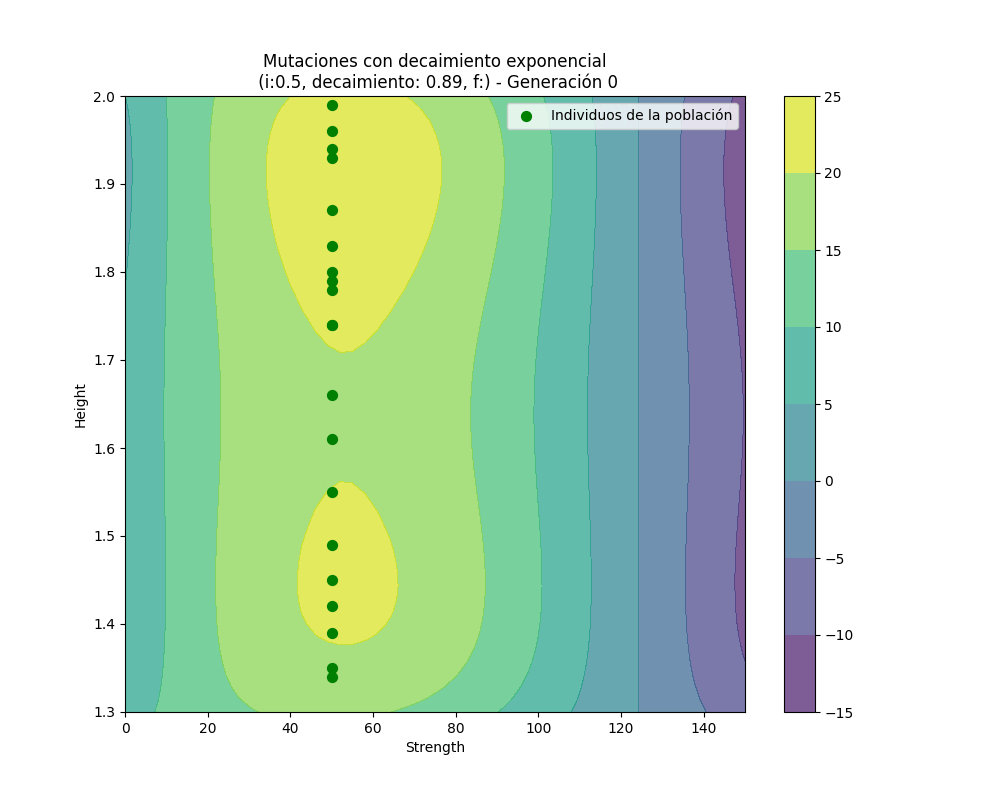 Mutaciones con decaimiento exponencial
(i:0.5, decaimiento: 0.89, f:) - Generación 0
Individuos de la población
2.0
1.9
1.8
1.7
1.6
1.5
1.4
1.3
Height
0 20 40 60 80 100 120 140
Strength
25
20
15
10
5
0
−5
−10
−15